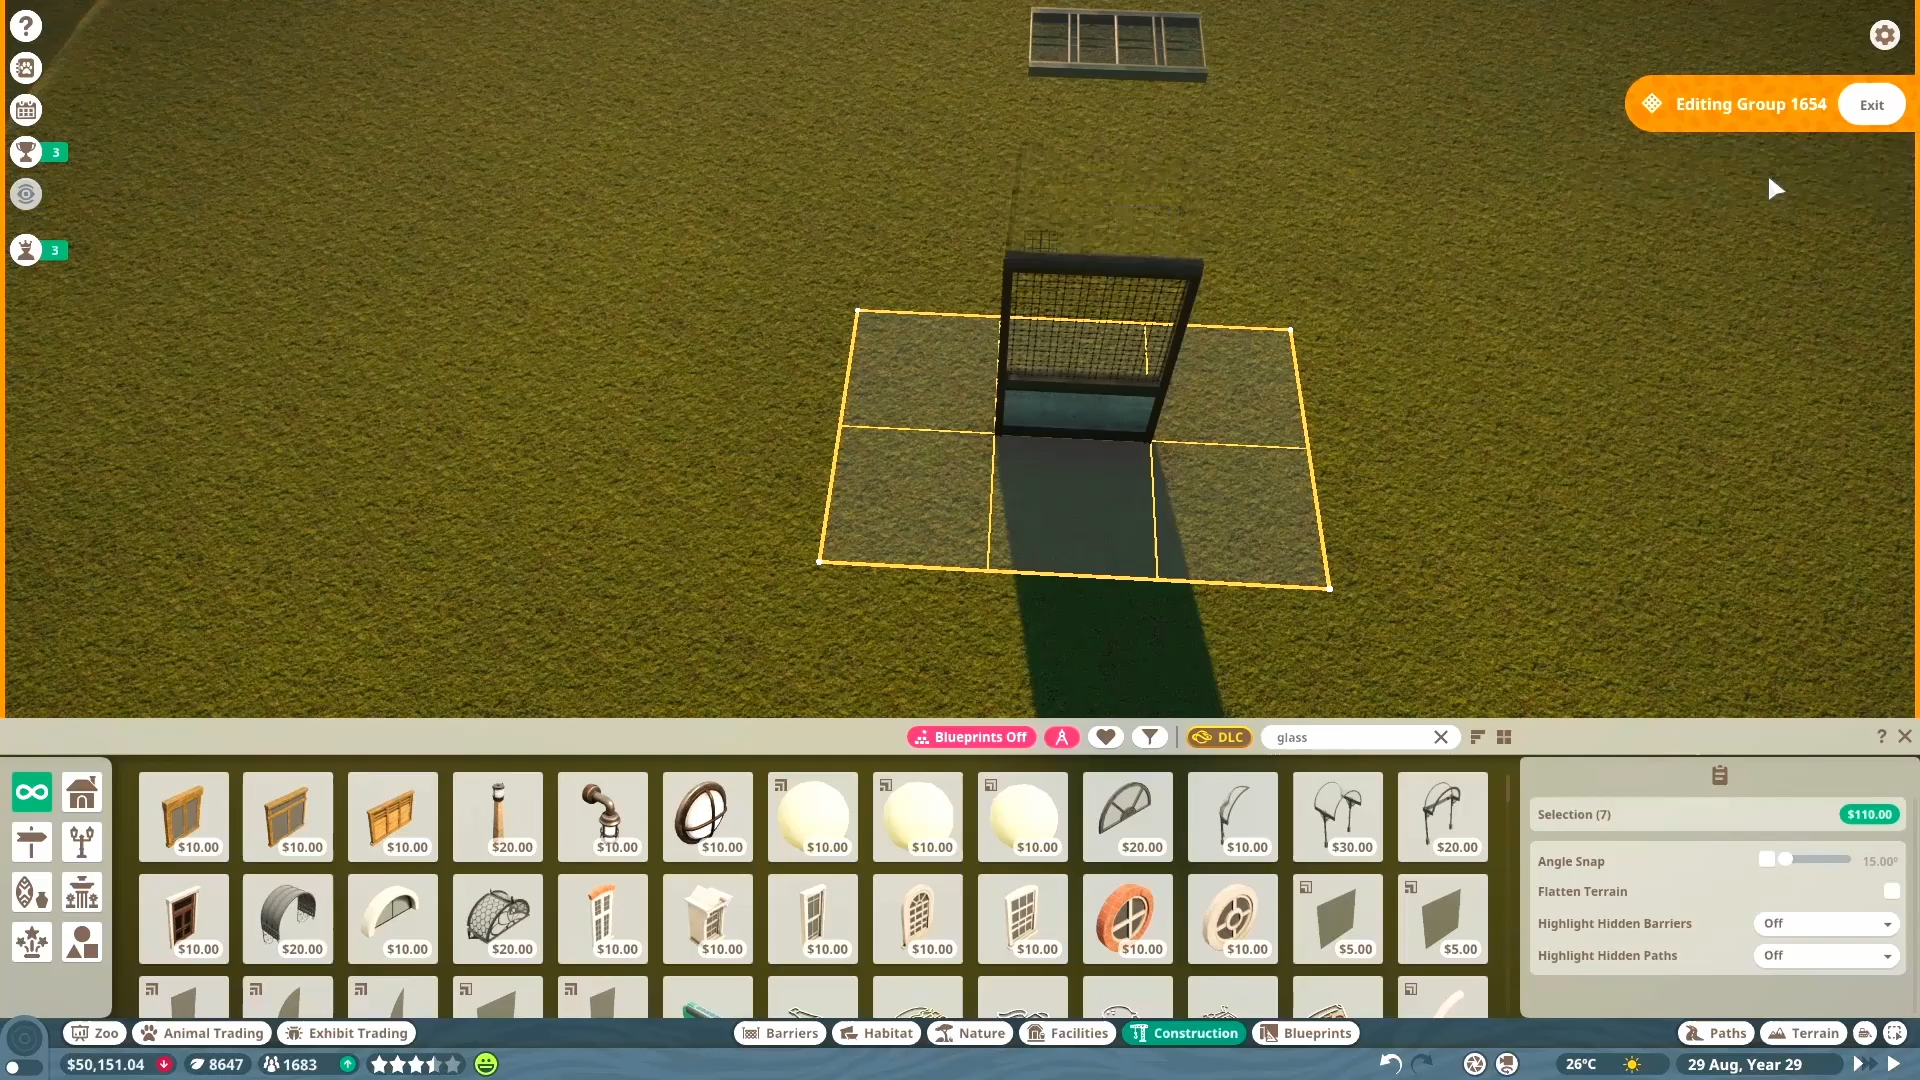 ?
Editing Group 1654 Exit
3
3
Blueprints Off DLC glass ?
$10.00 $10.00 $10.00 $20.00 $10.00 $10.00 $10.00 $10.00 $10.00 $20.00 $10.00 $30.00 $20.00
$10.00 $20.00 $10.00 $20.00 $10.00 $10.00 $10.00 $10.00 $10.00 $10.00 $10.00 $5.00 $5.00
Selection (7) $110.00
Angle Snap 15.00°
Flatten Terrain
Highlight Hidden Barriers Off
Highlight Hidden Paths Off
Zoo Animal Trading Exhibit Trading Barriers Habitat Nature Facilities Construction Blueprints Paths Terrain
$50,151.04 8647 1683 26°C 29 Aug, Year 29